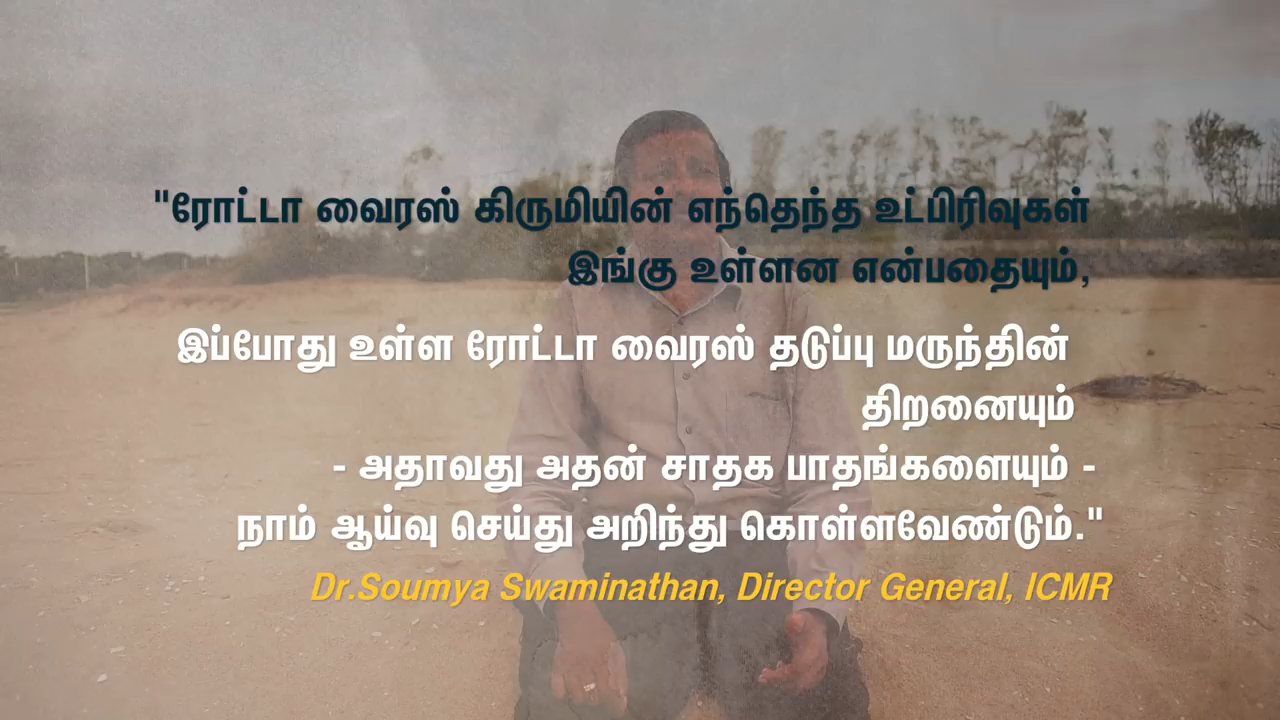 "ரோட்டா வைரஸ் கிருமியின் எந்தெந்த உட்பிரிவுகள்
இங்கு உள்ளன என்பதையும்,
இப்போது உள்ள ரோட்டா வைரஸ் தடுப்பு மருந்தின்
திறனையும்
- அதாவது அதன் சாதக பாதங்களையும் -
நாம் ஆய்வு செய்து அறிந்து கொள்ளவேண்டும்."
Dr.Soumya Swaminathan, Director General, ICMR